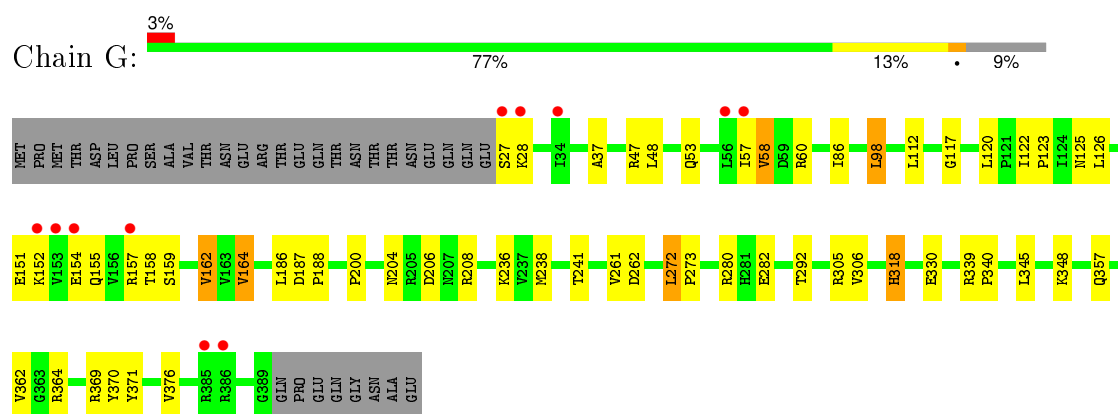 3%
Chain G:
77% 13% • 9%
MET PRO MET THR ASP LEU PRO SER ALA VAL THR ASN GLU ARG THR GLU GLN THR ASN THR THR ASN GLU GLN GLN GLU S27 K28 I34 A37 R47 L48 Q53 L56 I57 V58 D59 R60 I86 L98 L112 G117 L120 P121 I122 P123 I124 N125 L126
E151 K152 V153 E154 Q155 V156 R157 T158 S159 V162 V163 V164 L186 D187 P188 P200 N204 R205 D206 N207 R208 K236 V237 M238 T241 V261 D262 L272 P273 R280 H281 E282 T292 R305 V306 H318 E330 R339 P340 L345 K348 Q357
V362 G363 R364 R369 Y370 Y371 V376 R385 R386 G389 GLN PRO GLU GLN GLY ASN ALA GLU